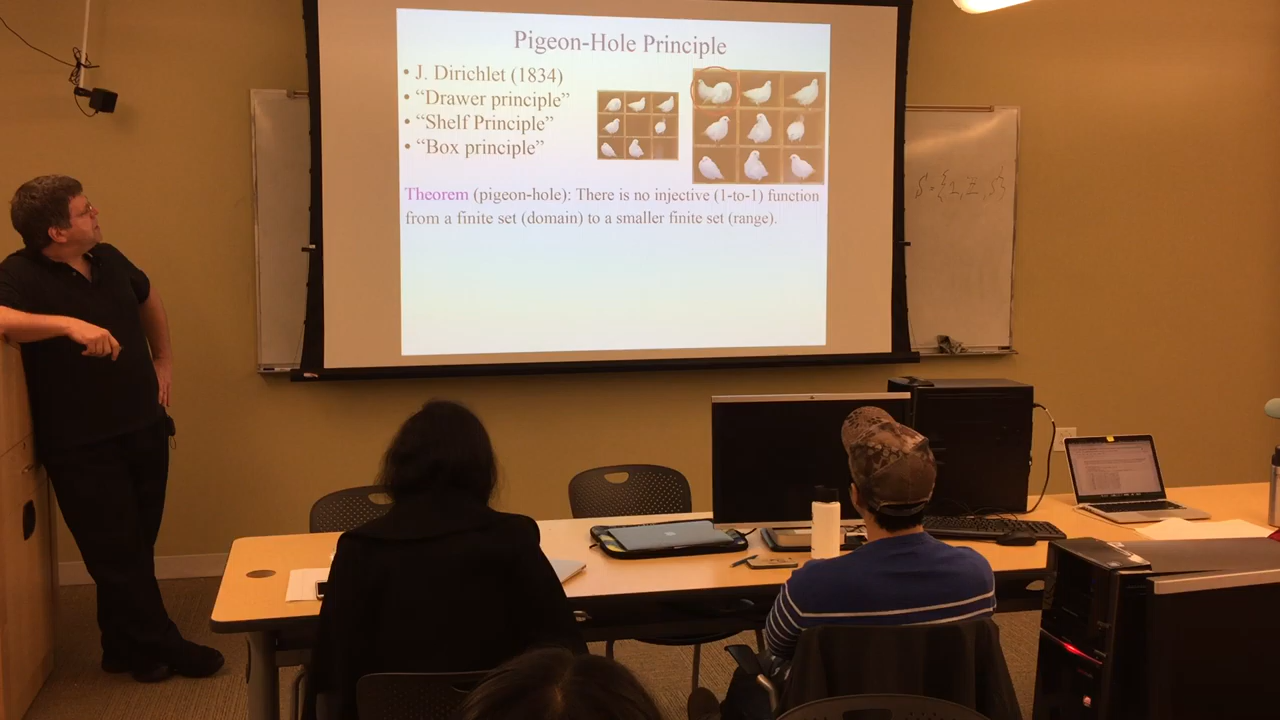 Pigeon-Hole Principle
• J. Dirichlet (1834)
• “Drawer principle”
• “Shelf Principle”
• “Box principle”
Theorem (pigeon-hole): There is no injective (1-to-1) function
from a finite set (domain) to a smaller finite set (range).